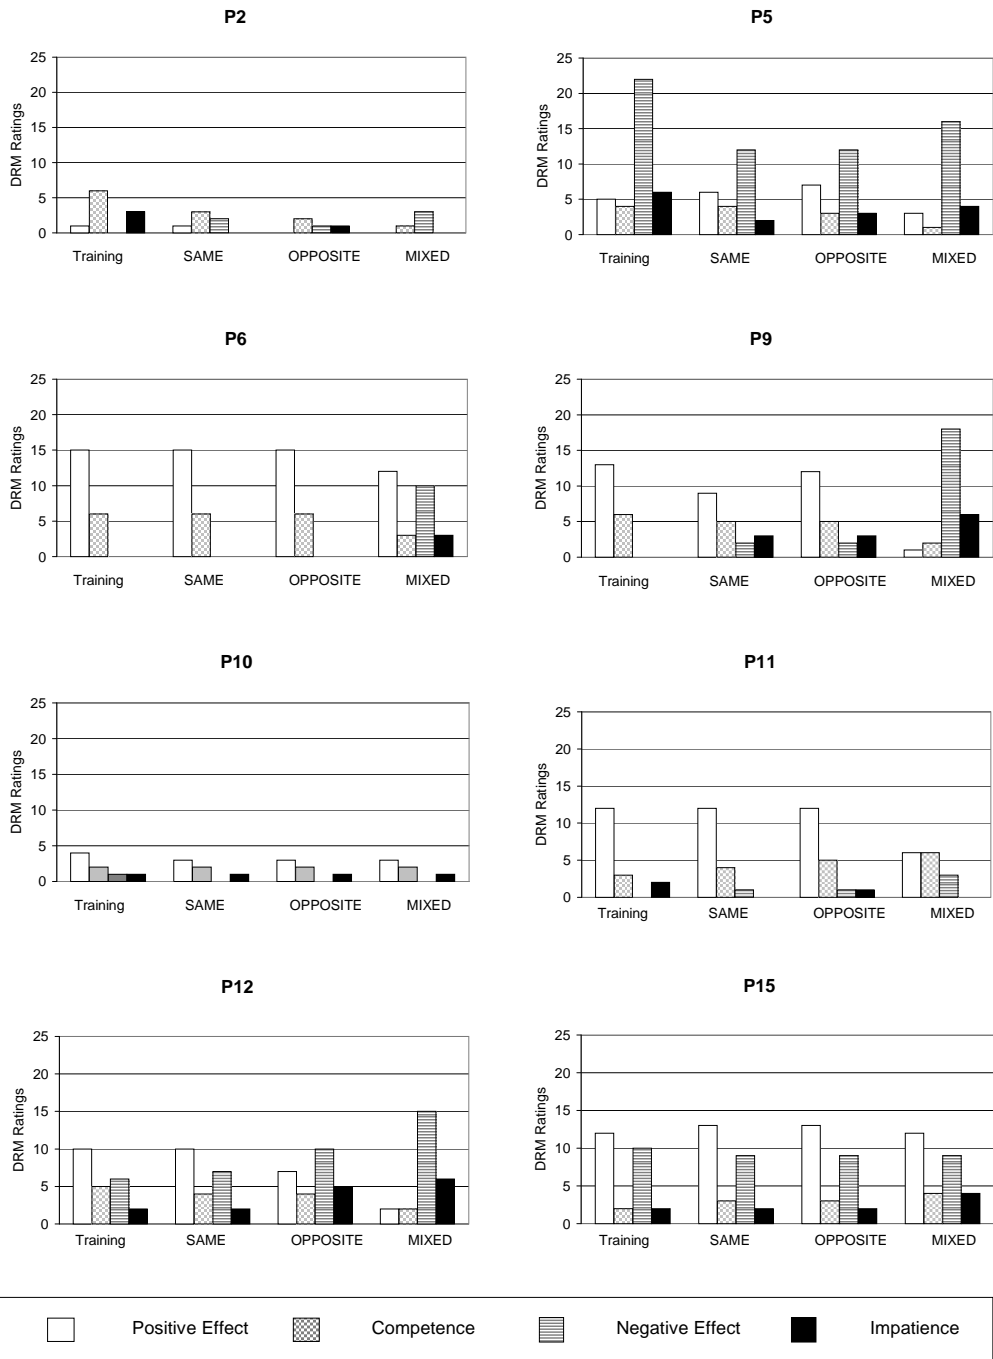 P2
25
20
15
10
5
0
DRM Ratings
Training SAME OPPOSITE MIXED
P5
25
20
15
10
5
0
DRM Ratings
Training SAME OPPOSITE MIXED
P6
25
20
15
10
5
0
DRM Ratings
Training SAME OPPOSITE MIXED
P9
25
20
15
10
5
0
DRM Ratings
Training SAME OPPOSITE MIXED
P10
25
20
15
10
5
0
DRM Ratings
Training SAME OPPOSITE MIXED
P11
25
20
15
10
5
0
DRM Ratings
Training SAME OPPOSITE MIXED
P12
25
20
15
10
5
0
DRM Ratings
Training SAME OPPOSITE MIXED
P15
25
20
15
10
5
0
DRM Ratings
Training SAME OPPOSITE MIXED
Positive Effect Competence Negative Effect Impatience